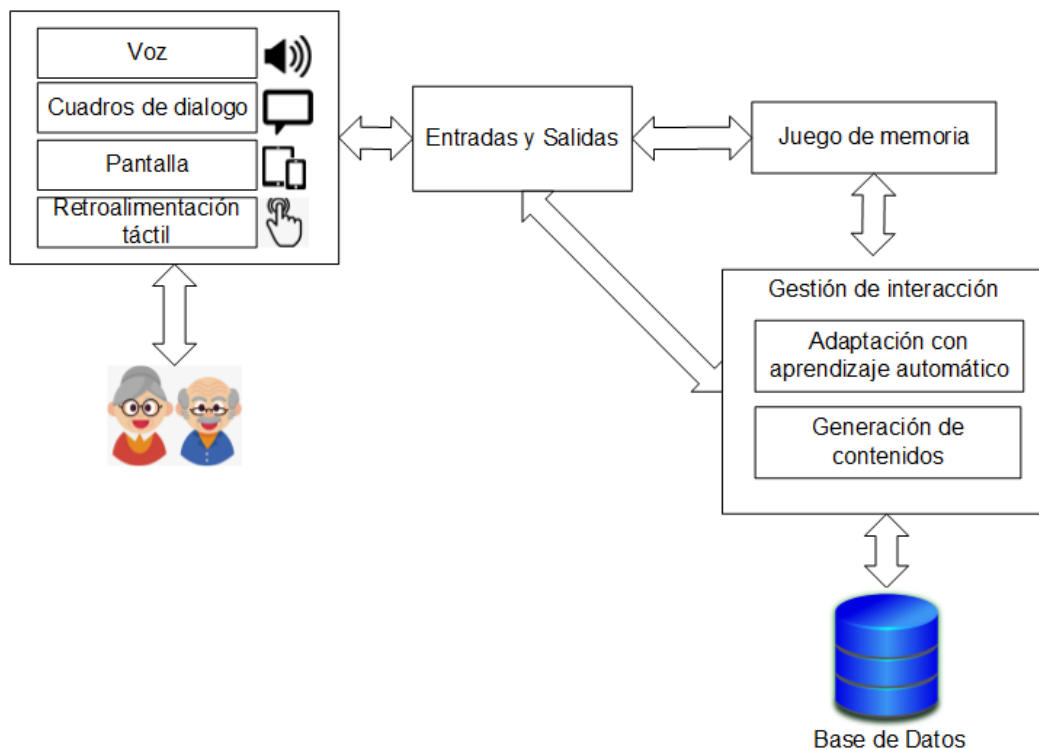 Voz
Cuadros de dialogo
Pantalla
Retroalimentación
táctil
Entradas y Salidas
Juego de memoria
Gestión de interacción
Adaptación con
aprendizaje automático
Generación de
contenidos
Base de Datos